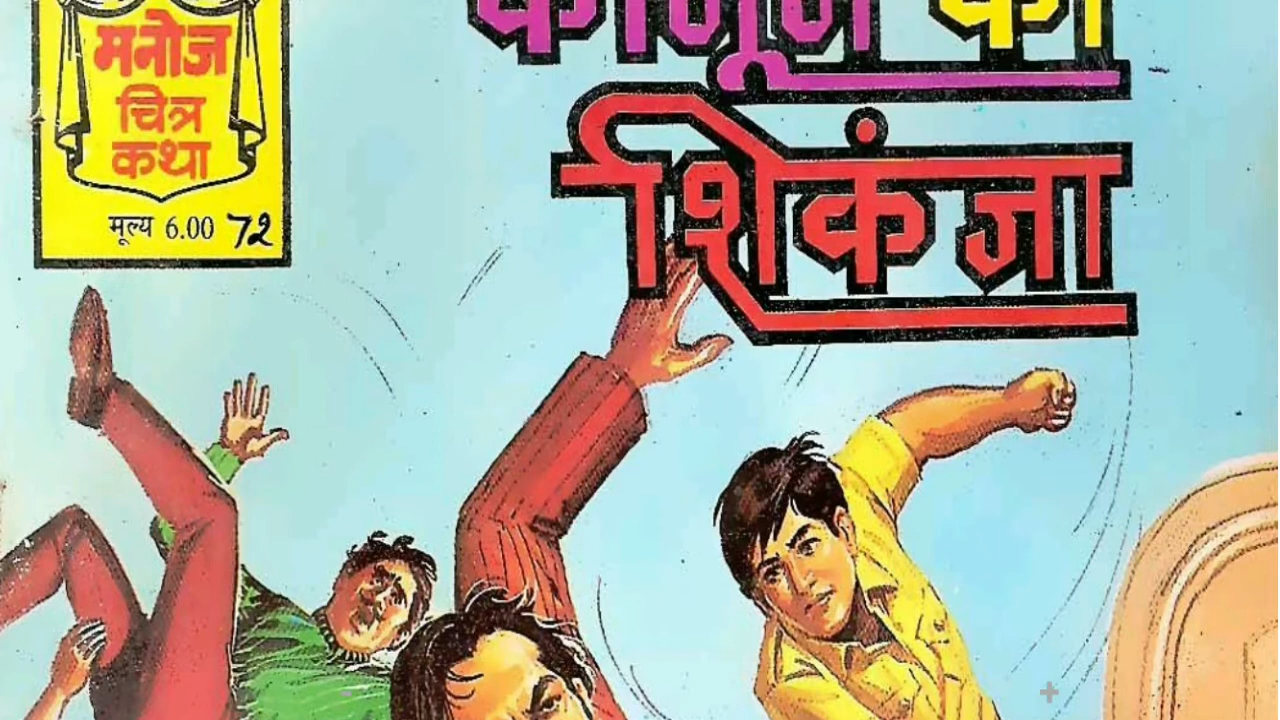 मनोज
चित्र
कथा
मूल्य 6.00 72
कानून का
शिकंजा